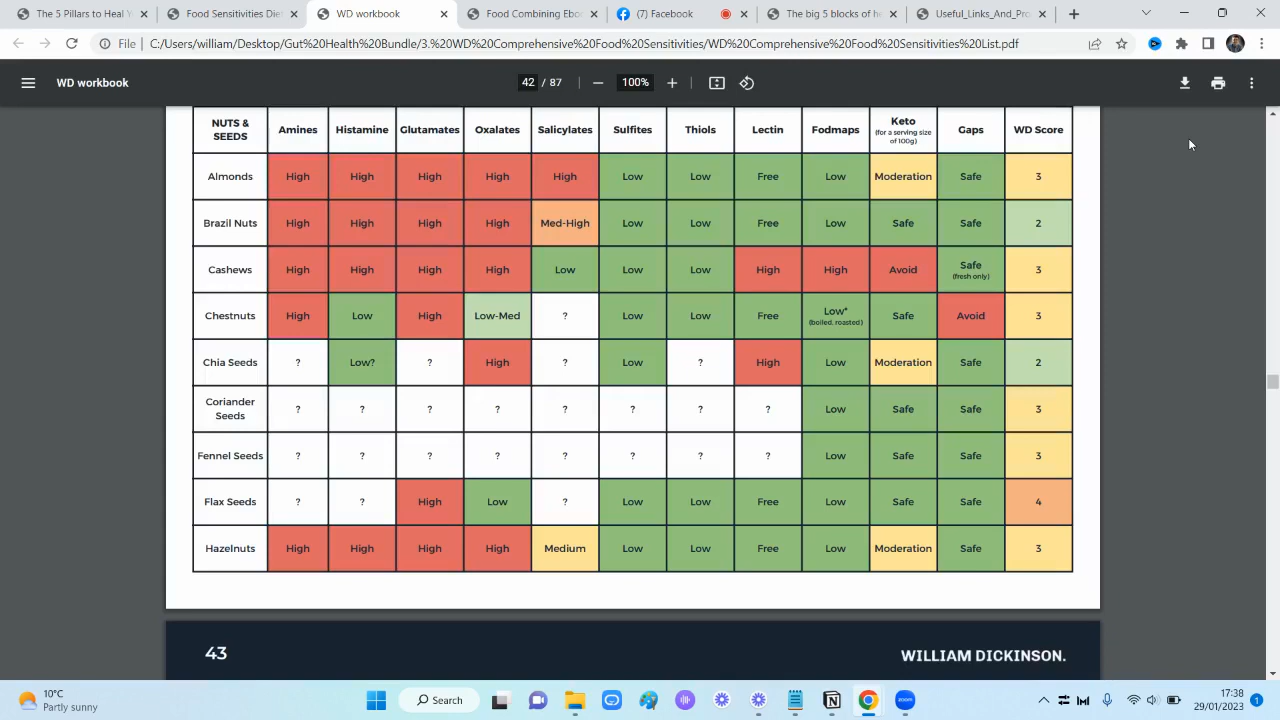 The 5 Pillars to Heal Y
Food Sensitivities Die
WD workbook
Food Combining Eboo
(7) Facebook
The big 5 blocks of he
Useful_Links_And_Pro
File
C:/Users/william/Desktop/Gut%20Health%20Bundle/3.%20WD%20Comprehensive%20Food%20Sensitivities/WD%20Comprehensive%20Food%20Sensitivities%20List.pdf
WD workbook
42 / 87
100%
NUTS & SEEDS Amines Histamine Glutamates Oxalates Salicylates Sulfites Thiols Lectin Fodmaps Keto (for a serving size of 100g) Gaps WD Score
Almonds High High High High High Low Low Free Low Moderation Safe 3
Brazil Nuts High High High High Med-High Low Low Free Low Safe Safe 2
Cashews High High High High Low Low Low High High Avoid Safe (fresh only) 3
Chestnuts High Low High Low-Med ? Low Low Free Low* (boiled, roasted) Safe Avoid 3
Chia Seeds ? Low? ? High ? Low ? High Low Moderation Safe 2
Coriander Seeds ? ? ? ? ? ? ? ? Low Safe Safe 3
Fennel Seeds ? ? ? ? ? ? ? ? Low Safe Safe 3
Flax Seeds ? ? High Low ? Low Low Free Low Safe Safe 4
Hazelnuts High High High High Medium Low Low Free Low Moderation Safe 3
43
WILLIAM DICKINSON.
10°C
Partly sunny
Search
17:38
29/01/2023
1